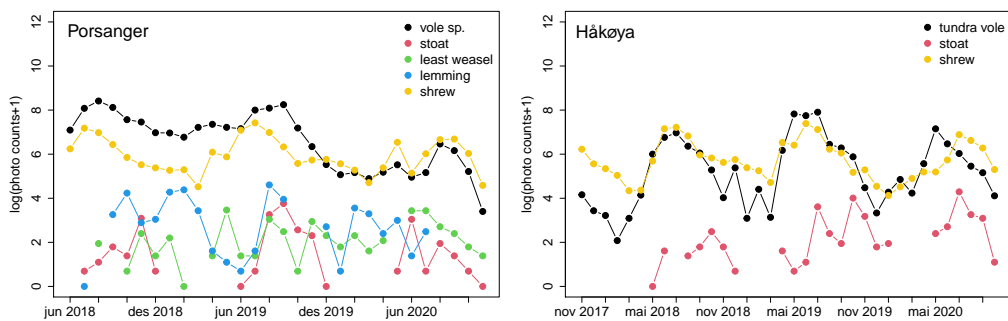 Porsanger
vole sp.
stoat
least weasel
lemming
shrew
log(photo counts+1)
12
10
8
6
4
2
0
jun 2018
des 2018
jun 2019
des 2019
jun 2020
Håkøya
tundra vole
stoat
shrew
log(photo counts+1)
12
10
8
6
4
2
0
nov 2017
mai 2018
nov 2018
mai 2019
nov 2019
mai 2020